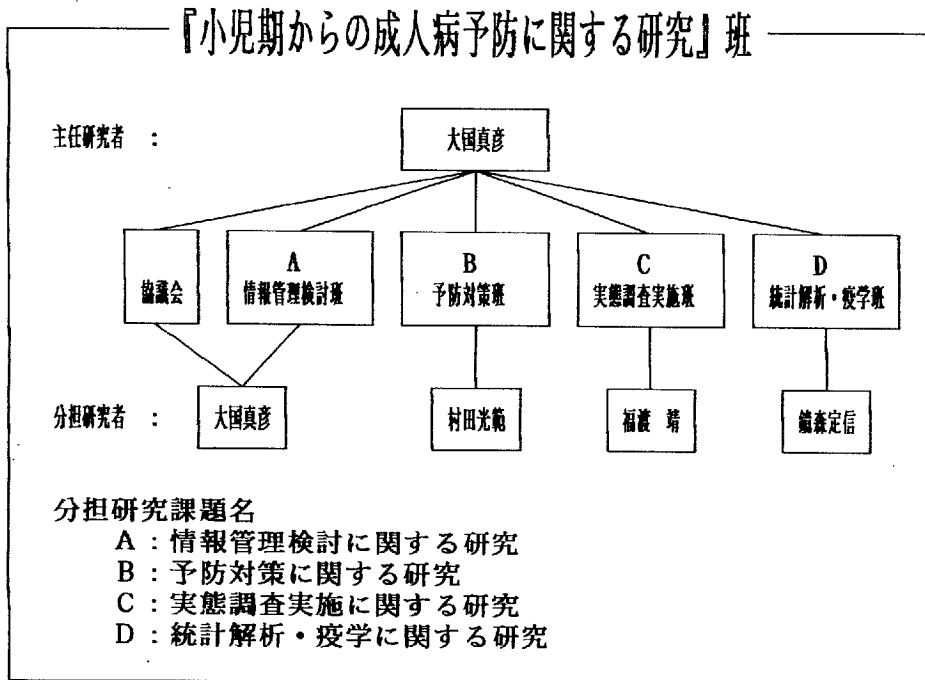 『小児期からの成人病予防に関する研究』班
主任研究者 : 大国真彦
協議会
A
情報管理検討班
B
予防対策班
C
実態調査実施班
D
統計解析・疫学班
分担研究者 : 大国真彦 村田光範 福渡 靖 鏡森定信
分担研究課題名
A:情報管理検討に関する研究
B:予防対策に関する研究
C:実態調査実施に関する研究
D:統計解析・疫学に関する研究